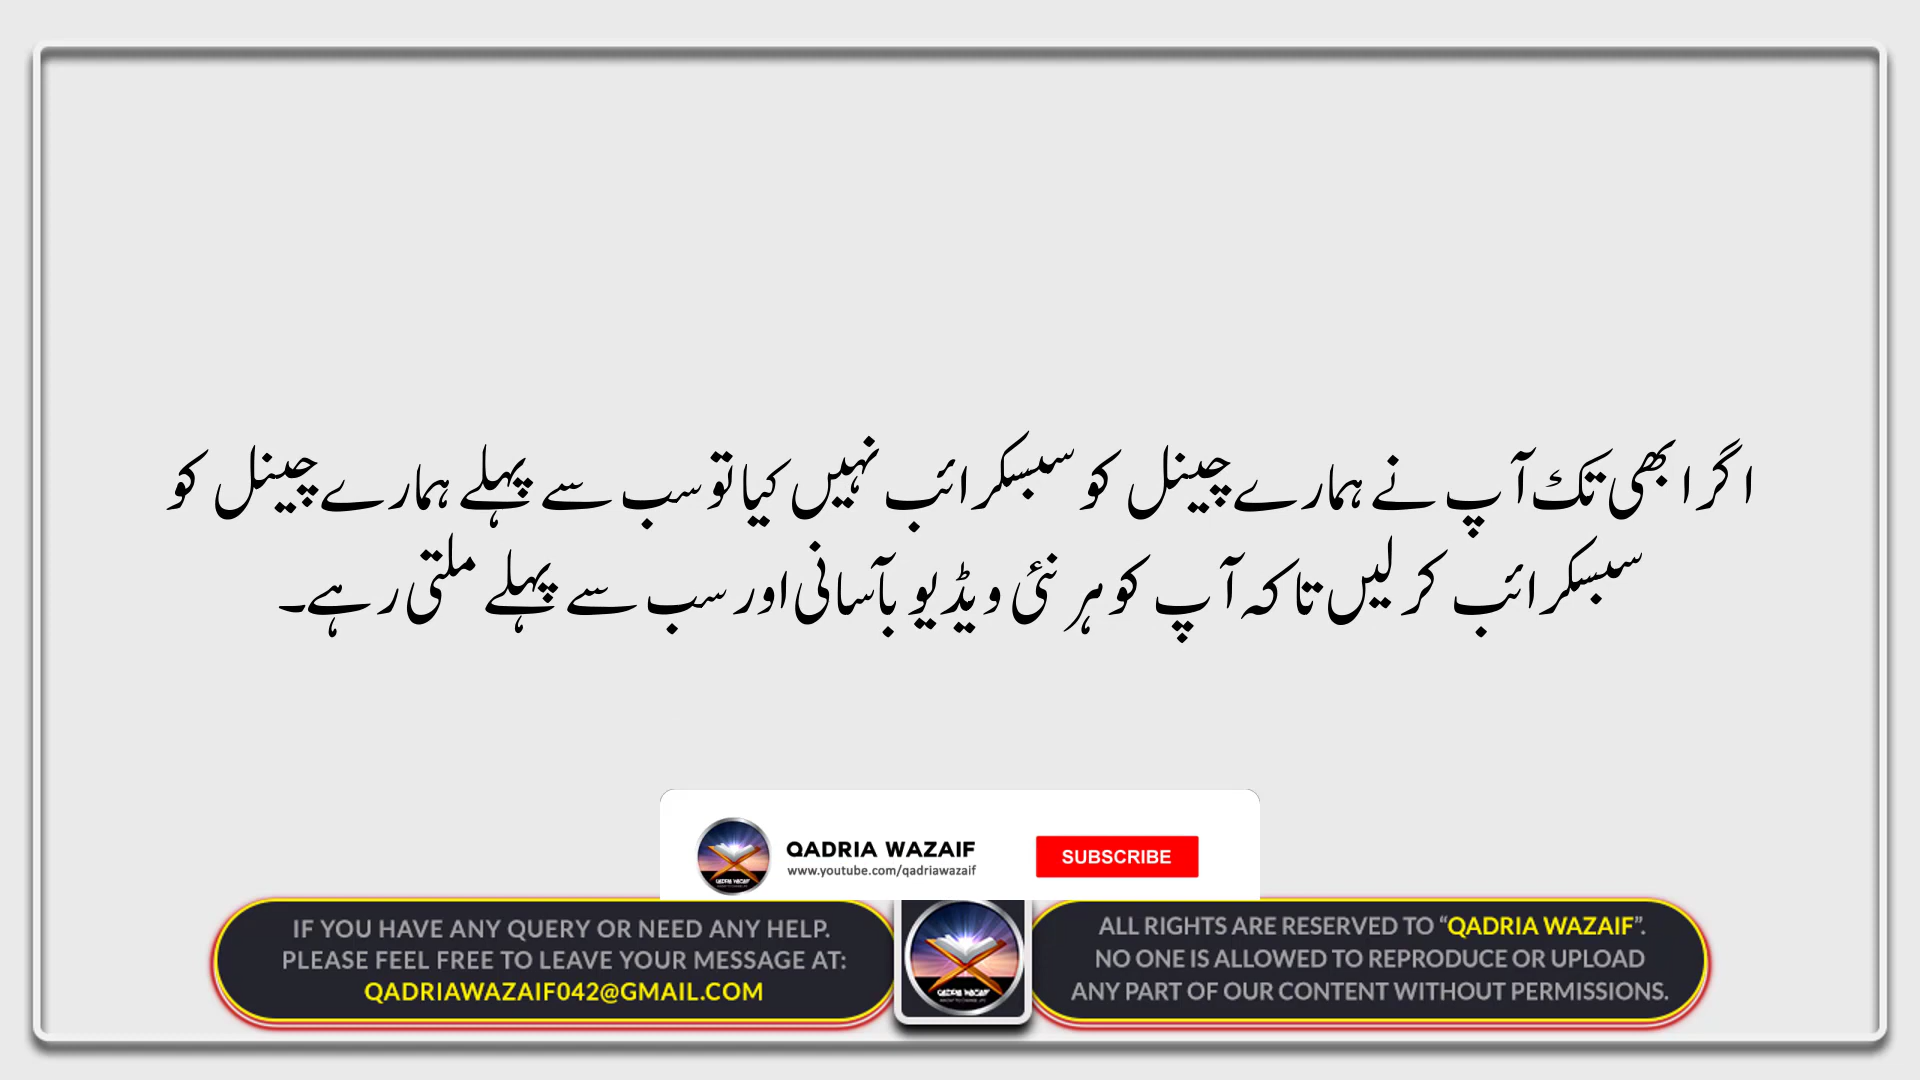 اگر ابھی تک آپ نے ہمارے چینل کو سبسکرائب نہیں کیا تو سب سے پہلے ہمارے چینل کو
سبسکرائب کر لیں تاکہ آپ کو ہر نئی ویڈیو بآسانی اور سب سے پہلے ملتی رہے۔
QADRIA WAZAIF
www.youtube.com/qadriawazaif
SUBSCRIBE
IF YOU HAVE ANY QUERY OR NEED ANY HELP.
PLEASE FEEL FREE TO LEAVE YOUR MESSAGE AT:
QADRIAWAZAIF042@GMAIL.COM
QADRIA WAZAIF
ALL RIGHTS ARE RESERVED TO “QADRIA WAZAIF”.
NO ONE IS ALLOWED TO REPRODUCE OR UPLOAD
ANY PART OF OUR CONTENT WITHOUT PERMISSIONS.